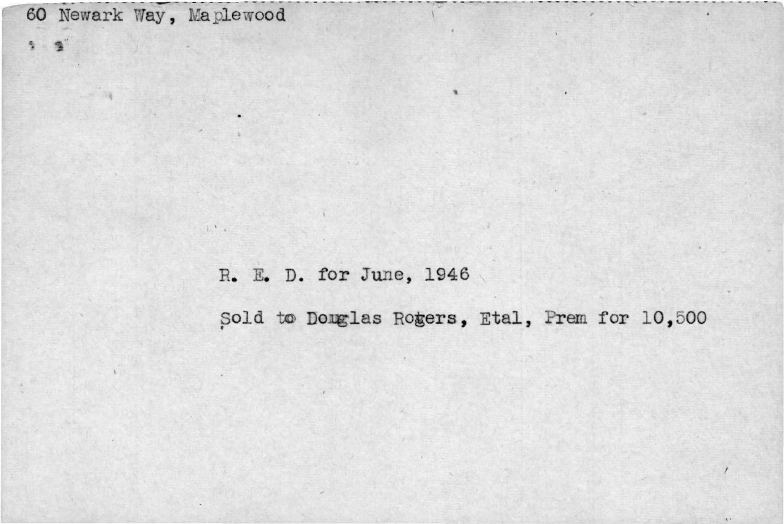 60 Newark Way, Maplewood
R. E. D. for June, 1946
Sold to Douglas Rogers, Etal, Prem for 10,500